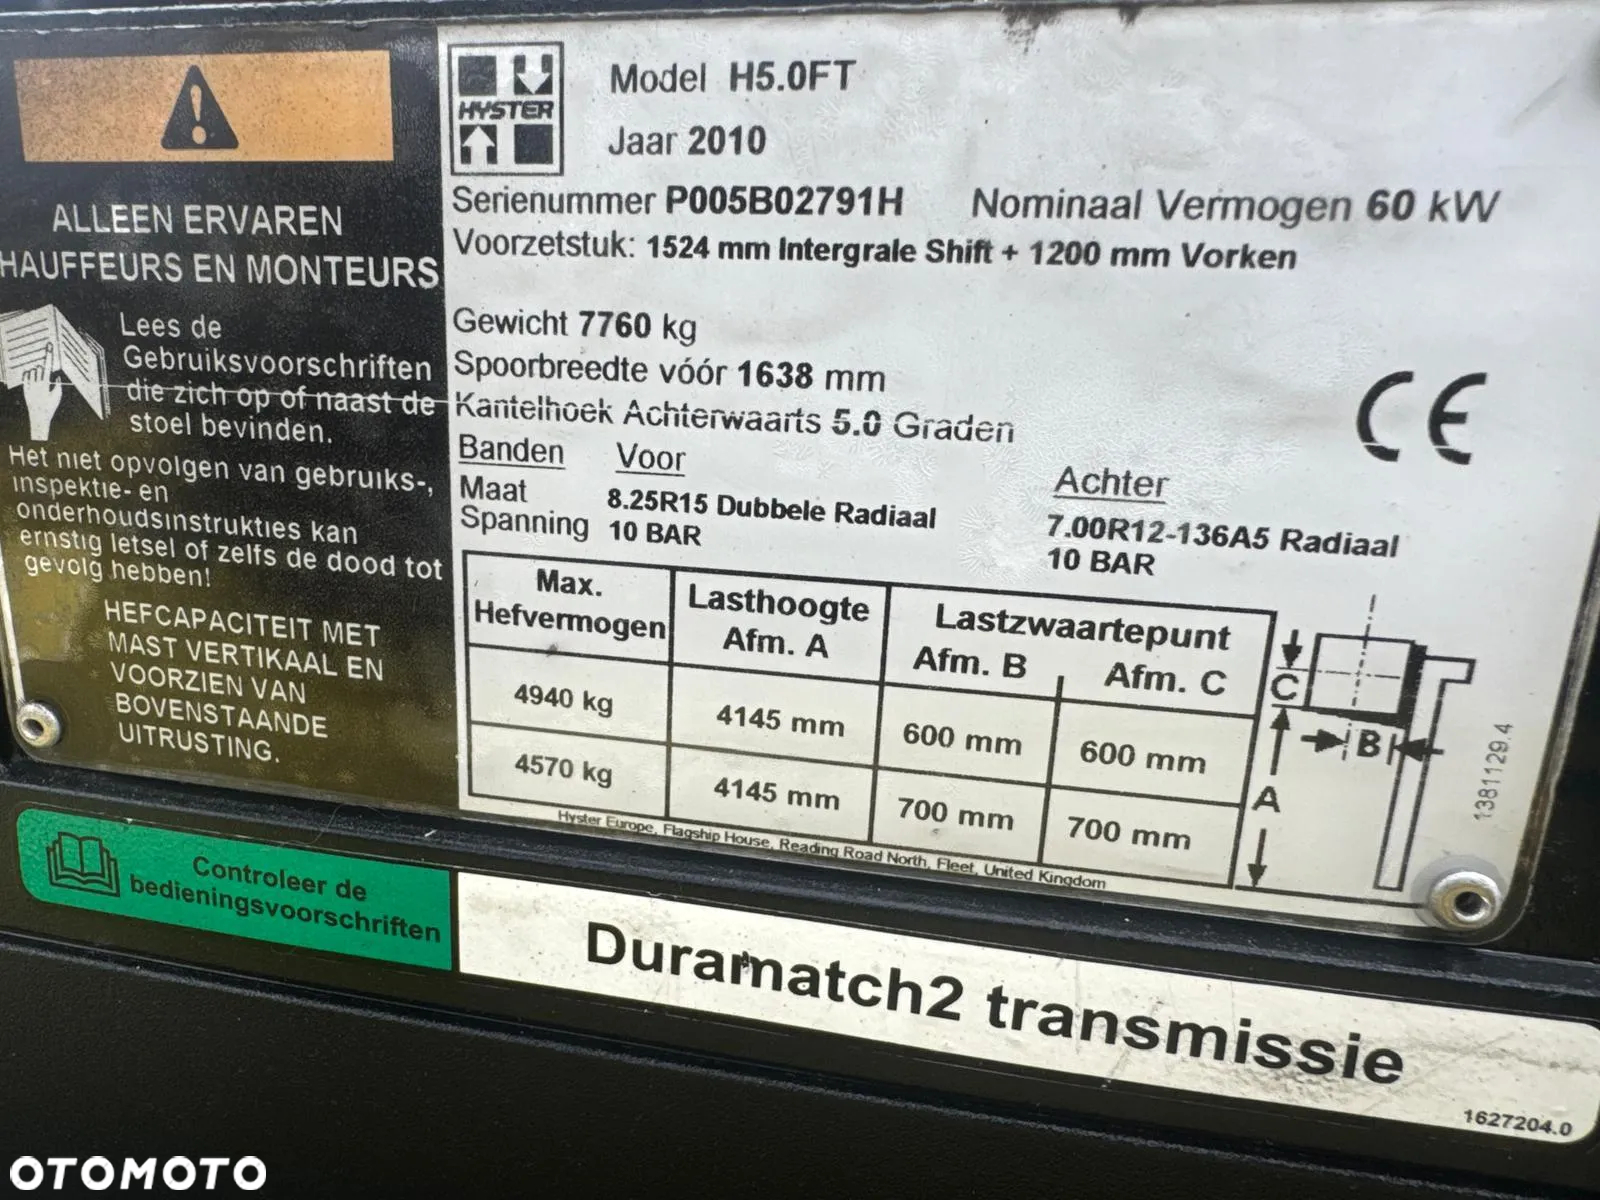 ALLEEN ERVAREN
HAUFFEURS EN MONTEURS
Lees de
Gebruiksvoorschriften
die zich op of naast de
stoel bevinden.
Het niet opvolgen van gebruiks-,
inspektie- en
onderhoudsinstrukties kan
ernstig letsel of zelfs de dood tot
gevolg hebben!
HEFCAPACITEIT MET
MAST VERTIKAAL EN
VOORZIEN VAN
BOVENSTAANDE
UITRUSTING.
HYSTER
Model H5.0FT
Jaar 2010
Serienummer P005B02791H Nominaal Vermogen 60 kW
Voorzetstuk: 1524 mm Intergrale Shift + 1200 mm Vorken
Gewicht 7760 kg
Spoorbreedte vóór 1638 mm
Kantelhoek Achterwaarts 5.0 Graden
CE
Banden Voor Achter
Maat 8.25R15 Dubbele Radiaal 7.00R12-136A5 Radiaal
Spanning 10 BAR 10 BAR
Max. Hefvermogen Lasthoogte Afm. A Lastzwaartepunt Afm. B Afm. C
4940 kg 4145 mm 600 mm 600 mm
4570 kg 4145 mm 700 mm 700 mm
C
B
A
1381129.4
Hyster Europe, Flagship House, Reading Road North, Fleet, United Kingdom
Controleer de
bedieningsvoorschriften
Duramatch2 transmissie
1627204.0
OTOMOTO